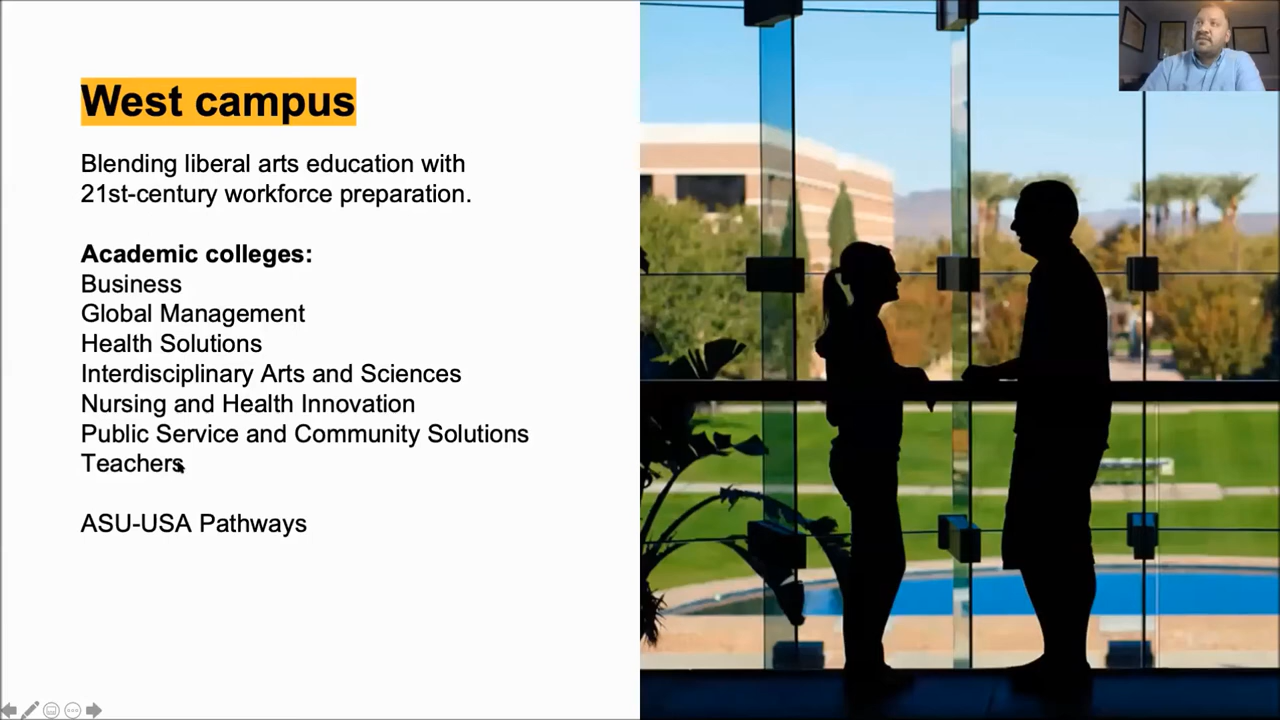 West campus
Blending liberal arts education with
21st-century workforce preparation.
Academic colleges:
Business
Global Management
Health Solutions
Interdisciplinary Arts and Sciences
Nursing and Health Innovation
Public Service and Community Solutions
Teachers
ASU-USA Pathways